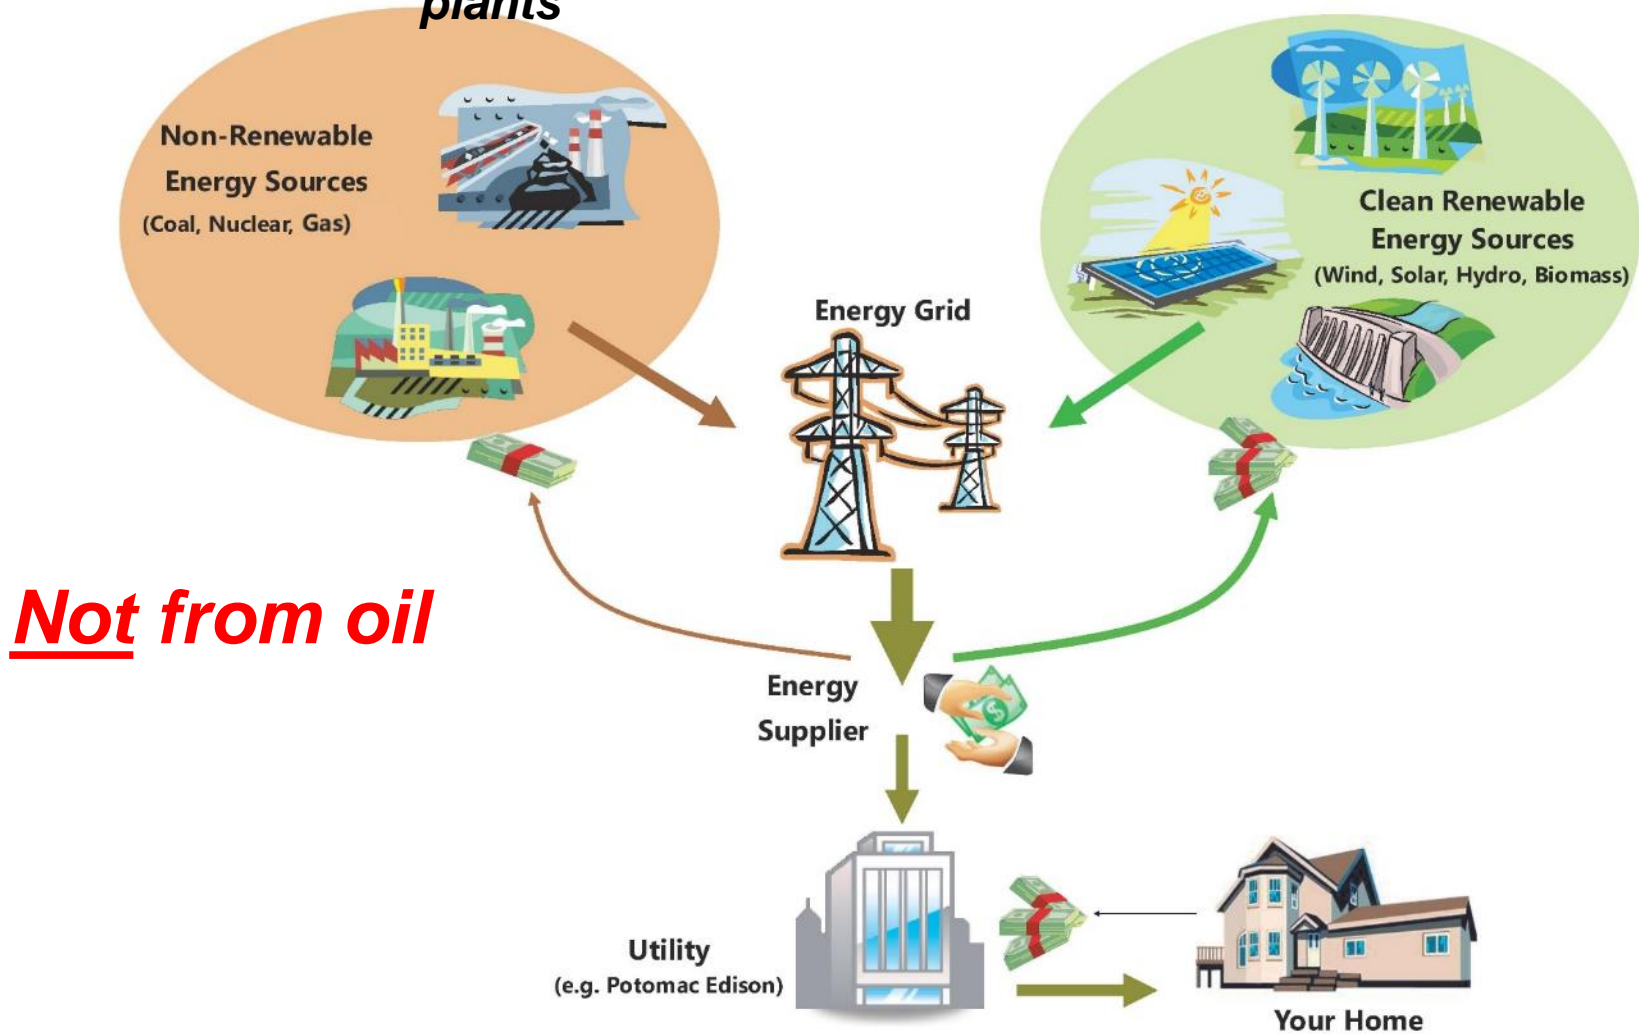 plants
Non-Renewable
Energy Sources
(Coal, Nuclear, Gas)
Clean Renewable
Energy Sources
(Wind, Solar, Hydro, Biomass)
Energy Grid
Not from oil
Energy
Supplier
Utility
(e.g. Potomac Edison)
Your Home